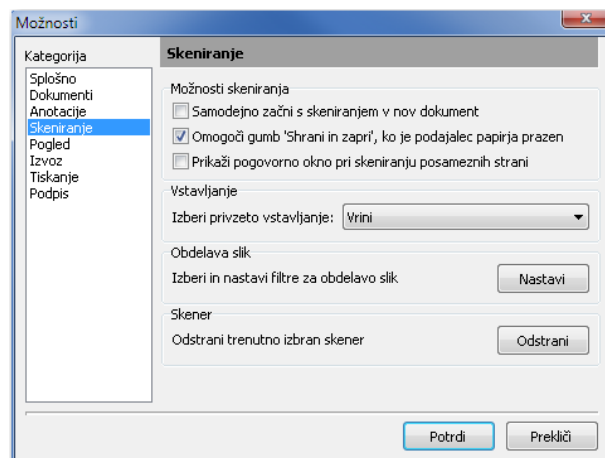 Možnosti
Kategorija
Splošno
Dokumenti
Anotacije
Skeniranje
Pogled
Izvoz
Tiskanje
Podpis
Skeniranje
Možnosti skeniranja
Samodejno začni s skeniranjem v nov dokument
Omogoči gumb 'Shrani in zapri', ko je podajalec papirja prazen
Prikaži pogovorno okno pri skeniranju posameznih strani
Vstavljanje
Izberi privzeto vstavljanje: Vrini
Obdelava slik
Izberi in nastavi filtre za obdelavo slik Nastavi
Skener
Odstrani trenutno izbran skener Odstrani
Potrdi Prekliči